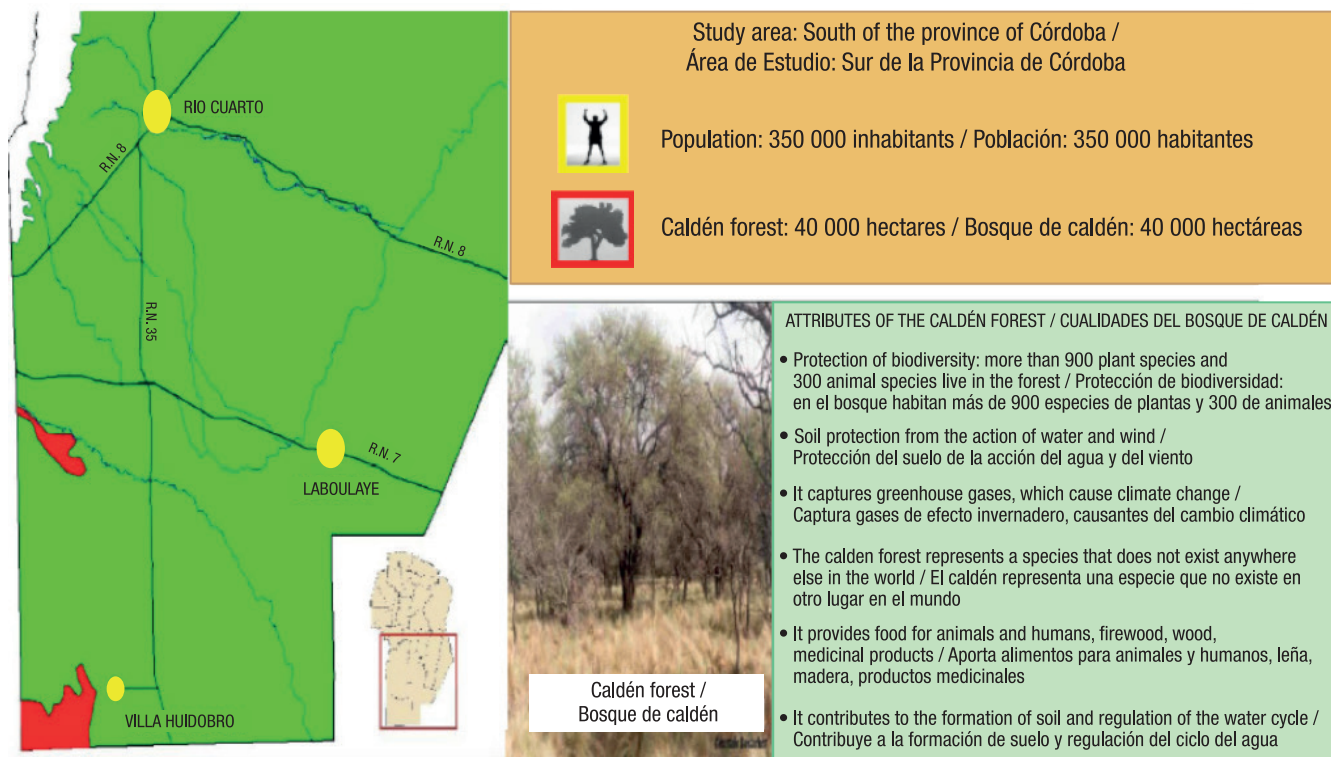 RIO CUARTO
R.N. 8
R.N. 8
R.N. 35
R.N. 7
LABOULAYE
VILLA HUIDOBRO
Study area: South of the province of Córdoba /
Área de Estudio: Sur de la Provincia de Córdoba
Population: 350 000 inhabitants / Población: 350 000 habitantes
Caldén forest: 40 000 hectares / Bosque de caldén: 40 000 hectáreas
Caldén forest /
Bosque de caldén
ATTRIBUTES OF THE CALDÉN FOREST / CUALIDADES DEL BOSQUE DE CALDÉN
• Protection of biodiversity: more than 900 plant species and
300 animal species live in the forest / Protección de biodiversidad:
en el bosque habitan más de 900 especies de plantas y 300 de animales
• Soil protection from the action of water and wind /
Protección del suelo de la acción del agua y del viento
• It captures greenhouse gases, which cause climate change /
Captura gases de efecto invernadero, causantes del cambio climático
• The calden forest represents a species that does not exist anywhere
else in the world / El caldén representa una especie que no existe en
otro lugar en el mundo
• It provides food for animals and humans, firewood, wood,
medicinal products / Aporta alimentos para animales y humanos, leña,
madera, productos medicinales
• It contributes to the formation of soil and regulation of the water cycle /
Contribuye a la formación de suelo y regulación del ciclo del agua